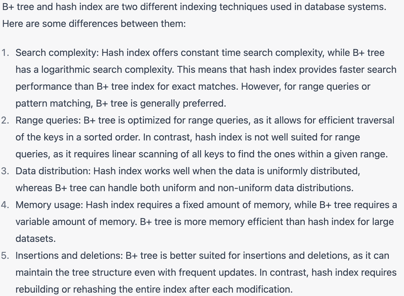 B+ tree and hash index are two different indexing techniques used in database systems.
Here are some differences between them:
1. Search complexity: Hash index offers constant time search complexity, while B+ tree
has a logarithmic search complexity. This means that hash index provides faster search
performance than B+ tree index for exact matches. However, for range queries or
pattern matching, B+ tree is generally preferred.
2. Range queries: B+ tree is optimized for range queries, as it allows for efficient traversal
of the keys in a sorted order. In contrast, hash index is not well suited for range
queries, as it requires linear scanning of all keys to find the ones within a given range.
3. Data distribution: Hash index works well when the data is uniformly distributed,
whereas B+ tree can handle both uniform and non-uniform data distributions.
4. Memory usage: Hash index requires a fixed amount of memory, while B+ tree requires a
variable amount of memory. B+ tree is more memory efficient than hash index for large
datasets.
5. Insertions and deletions: B+ tree is better suited for insertions and deletions, as it can
maintain the tree structure even with frequent updates. In contrast, hash index requires
rebuilding or rehashing the entire index after each modification.